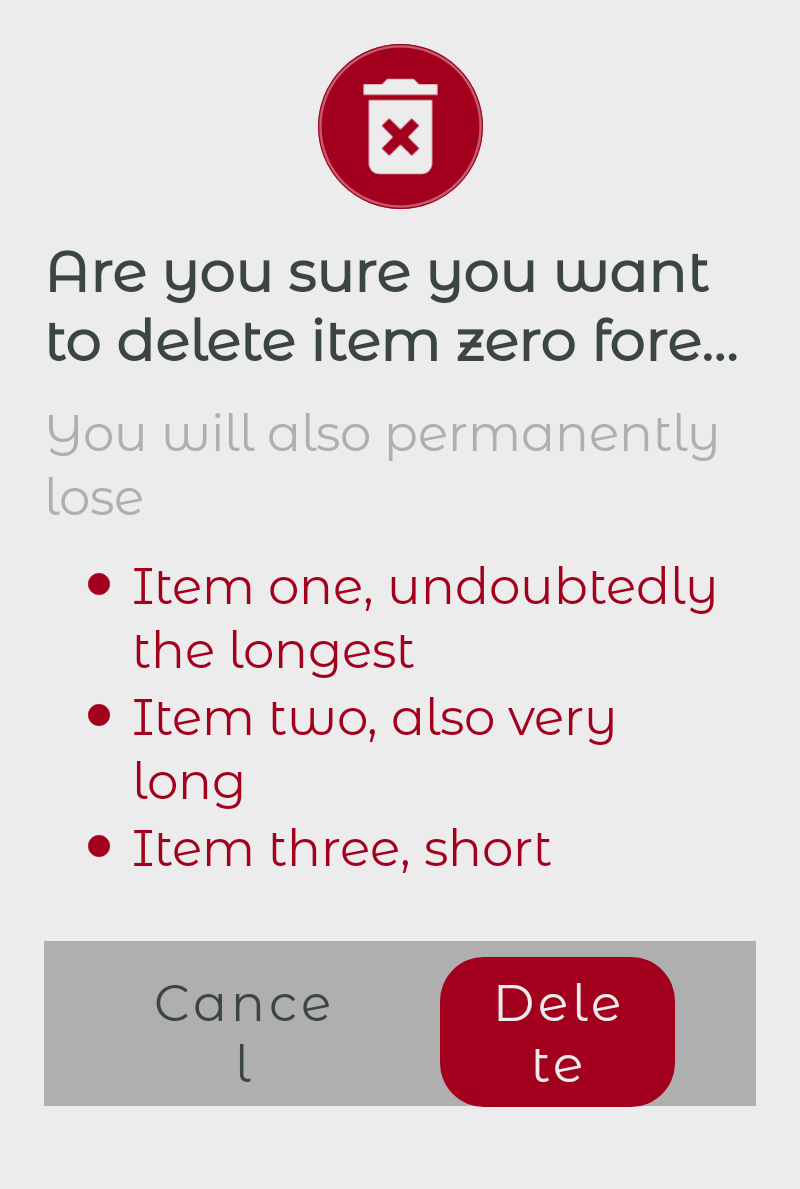 Are you sure you want
to delete item zero fore...
You will also permanently
lose
Item one, undoubtedly
the longest
Item two, also very
long
Item three, short
Cance
l
Dele
te